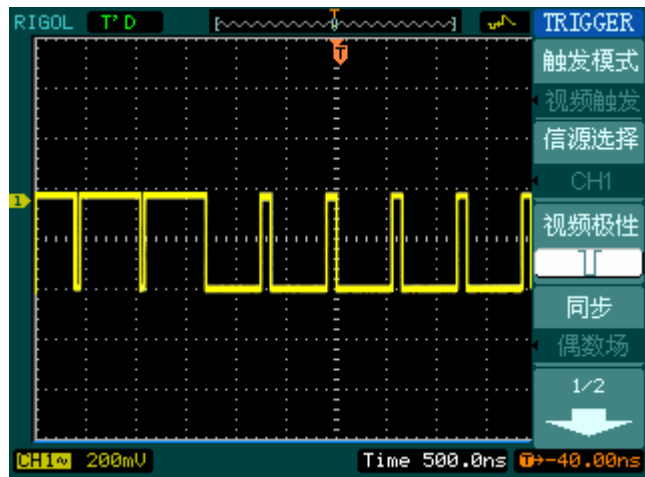 RIGOL T'D
TRIGGER
T
触发模式
视频触发
信源选择
CH1
视频极性
同步
偶数场
1/2
1
CH1~ 200mV Time 500.0ns T→-40.00ns